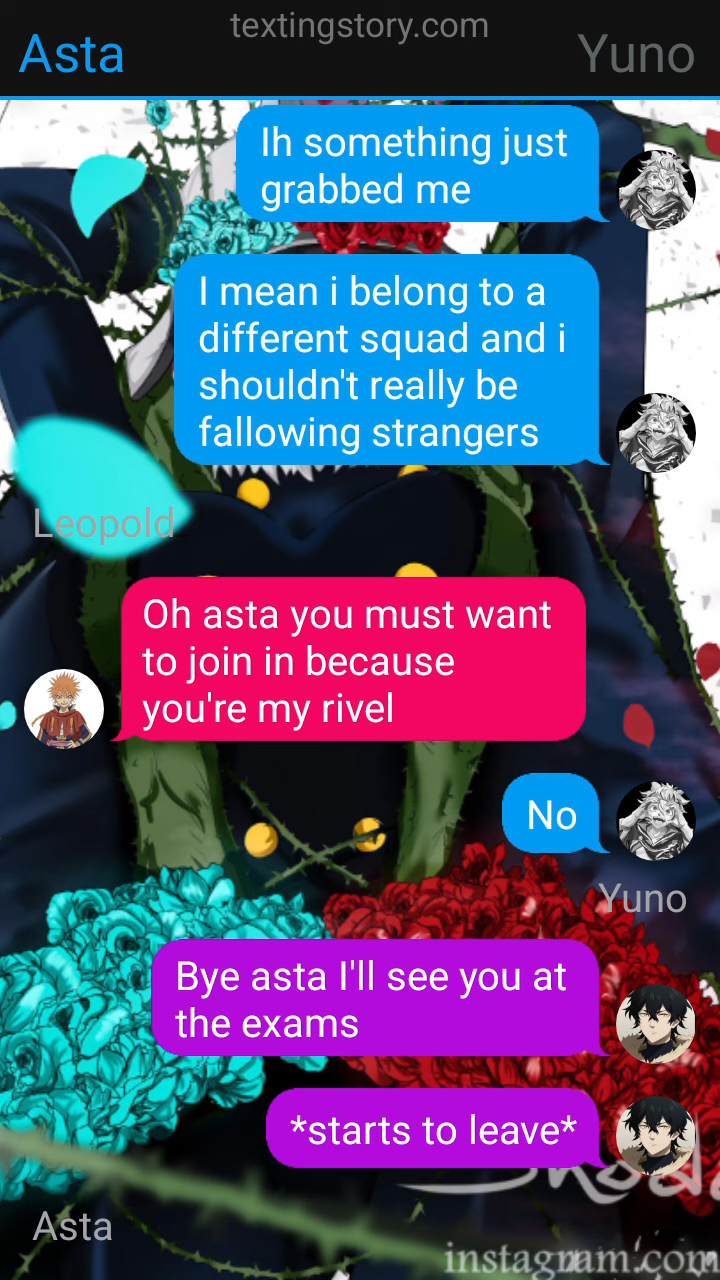 textingstory.com
Asta
Yuno
Ih something just
grabbed me
I mean i belong to a
different squad and i
shouldn't really be
fallowing strangers
Leopold
Oh asta you must want
to join in because
you're my rivel
No
Yuno
Bye asta I'll see you at
the exams
*starts to leave*
Asta
instagram.com